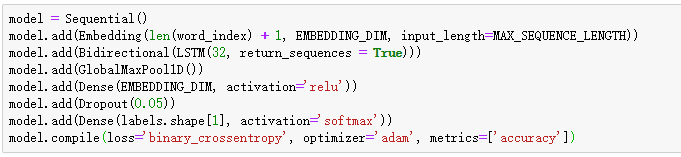 model = Sequential()
model.add(Embedding(len(word_index) + 1, EMBEDDING_DIM, input_length=MAX_SEQUENCE_LENGTH))
model.add(Bidirectional(LSTM(32, return_sequences = True)))
model.add(GlobalMaxPool1D())
model.add(Dense(EMBEDDING_DIM, activation='relu'))
model.add(Dropout(0.05))
model.add(Dense(labels.shape[1], activation='softmax'))
model.compile(loss='binary_crossentropy', optimizer='adam', metrics=['accuracy'])